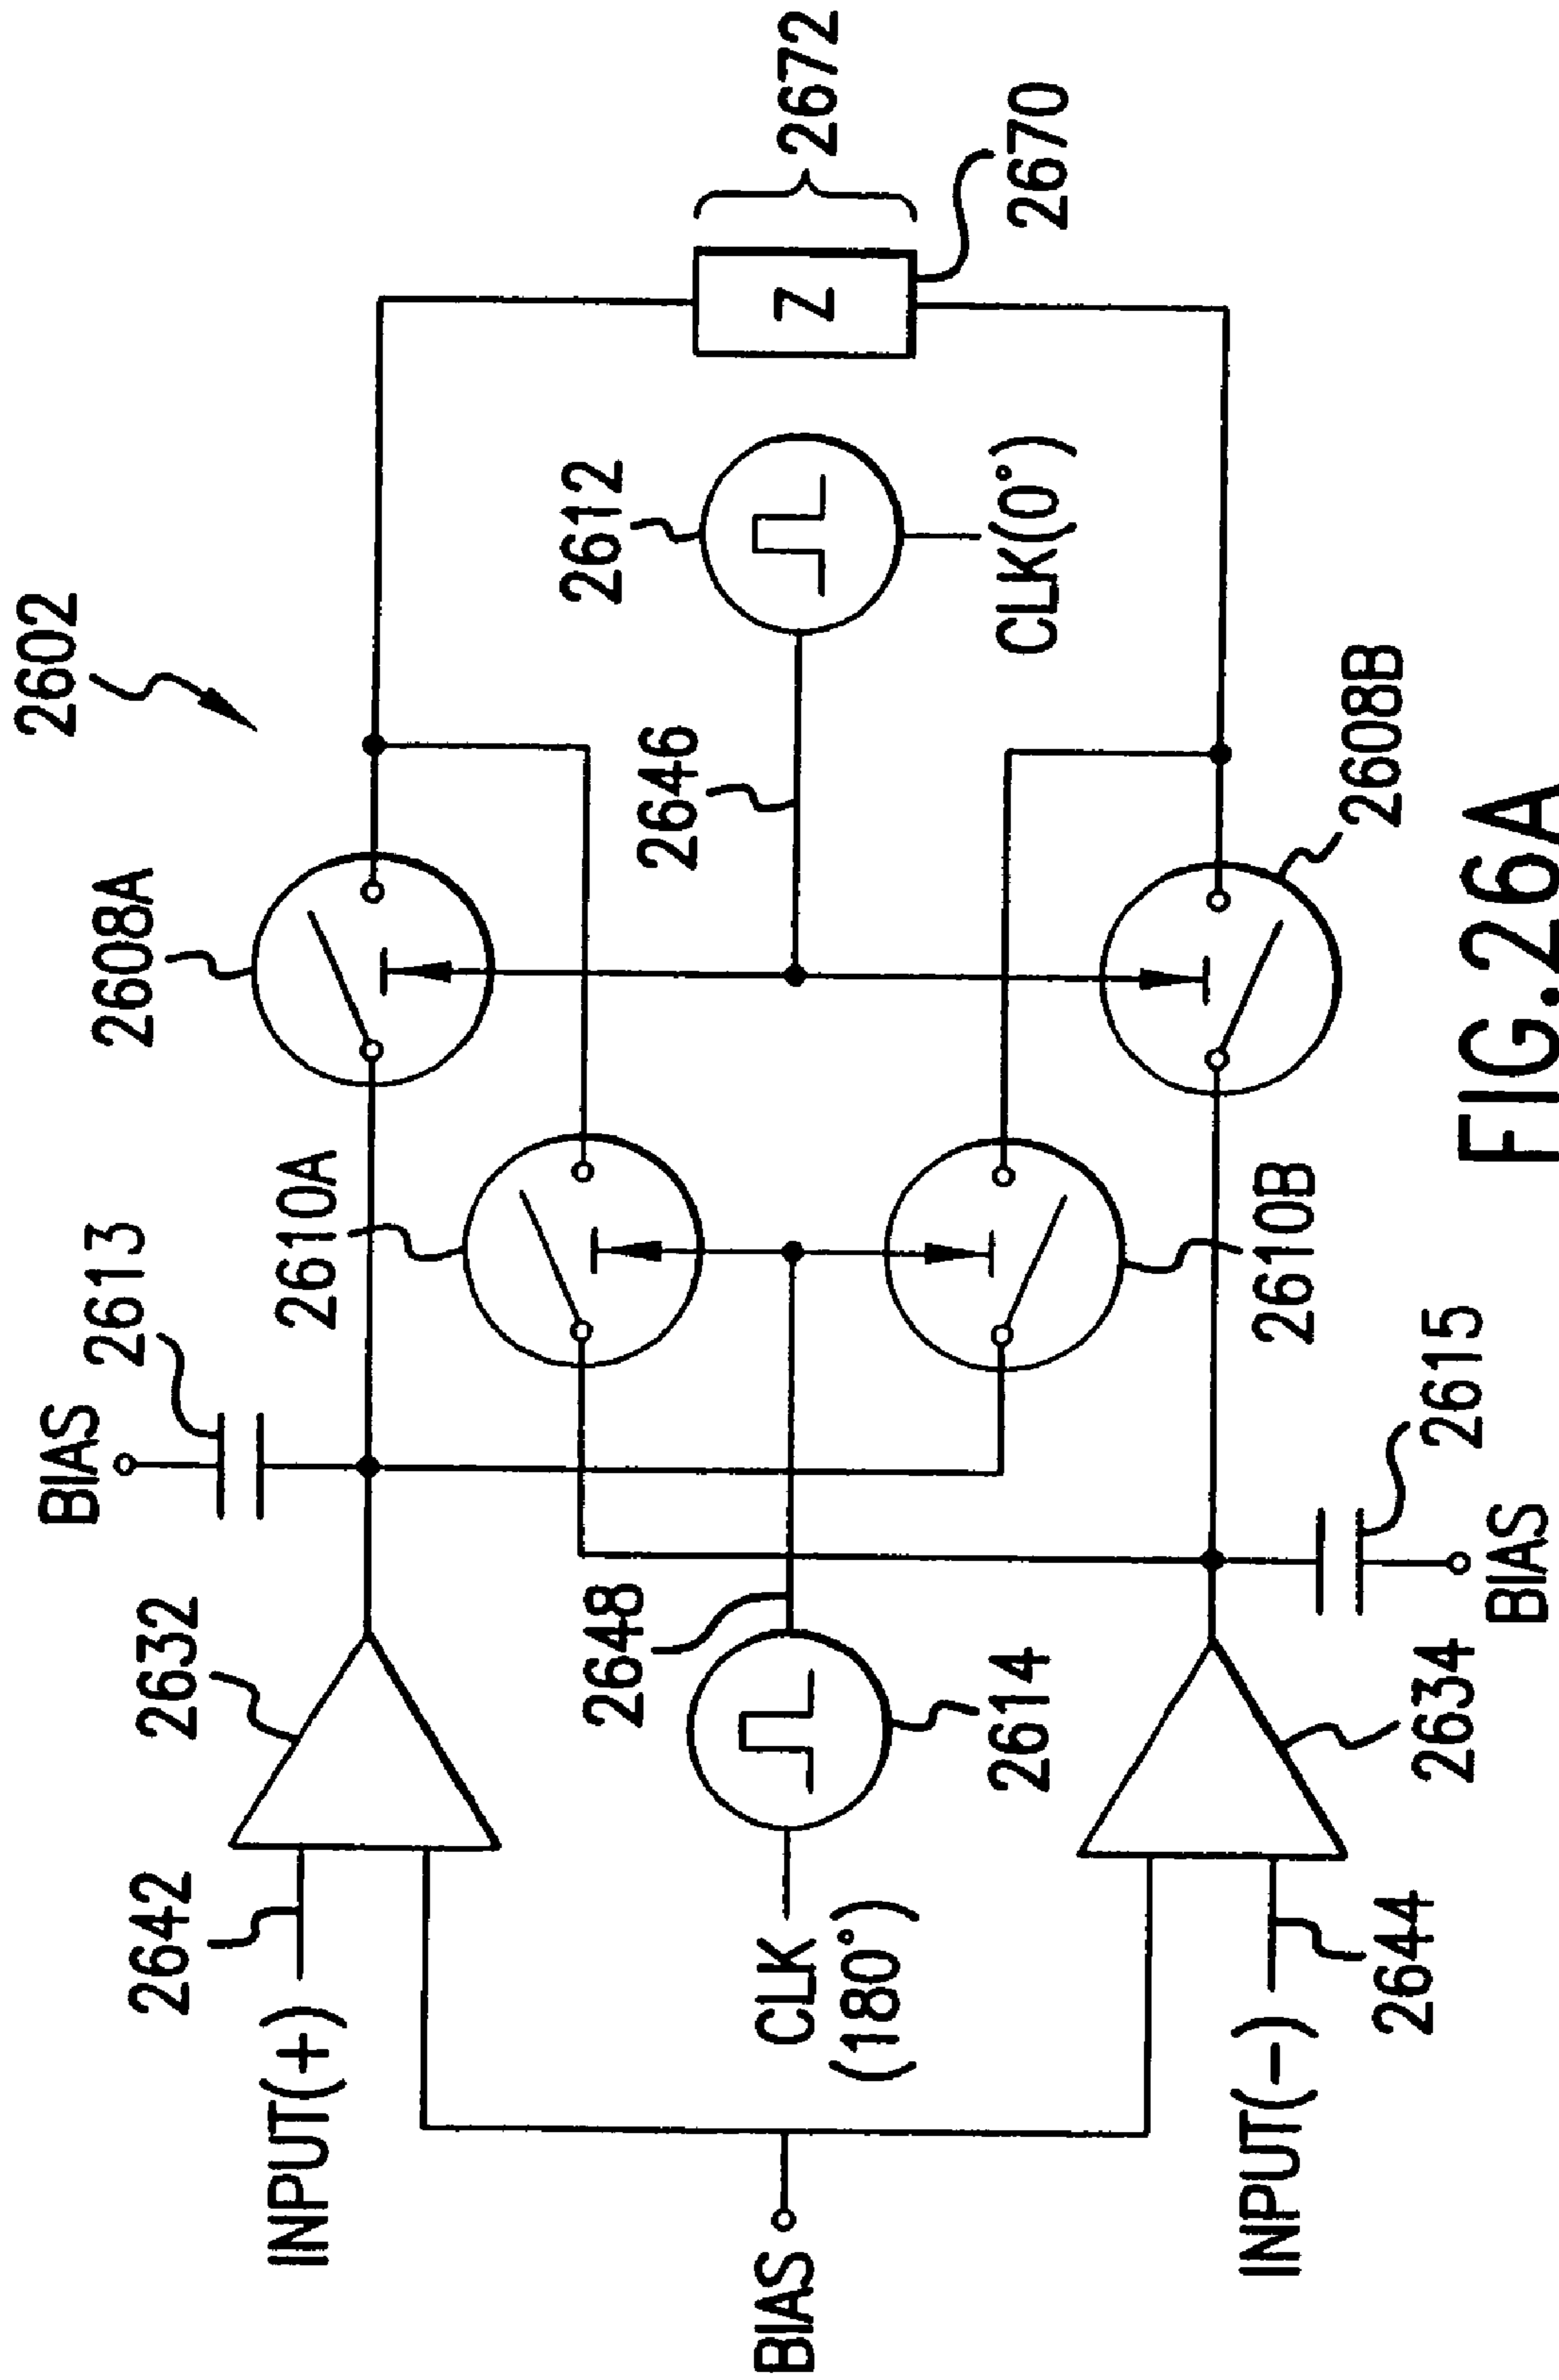 2602
2672
2670
2612
CLK(0°)
2646
2608A
2608B
2610A
2610B
2613
BIAS
2615
BIAS
2632
2648
2614
2634
2642
INPUT(+)
CLK
(180°)
2644
INPUT(-)
BIAS
Z
FIG.26A